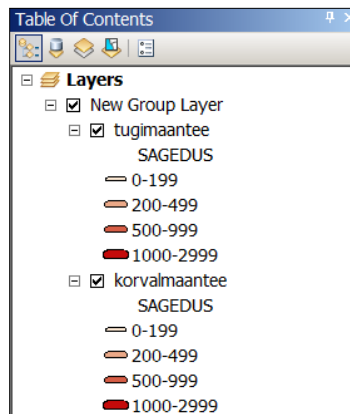 Table Of Contents
Layers
New Group Layer
tugimaantee
SAGEDUS
0-199
200-499
500-999
1000-2999
korvalmaantee
SAGEDUS
0-199
200-499
500-999
1000-2999